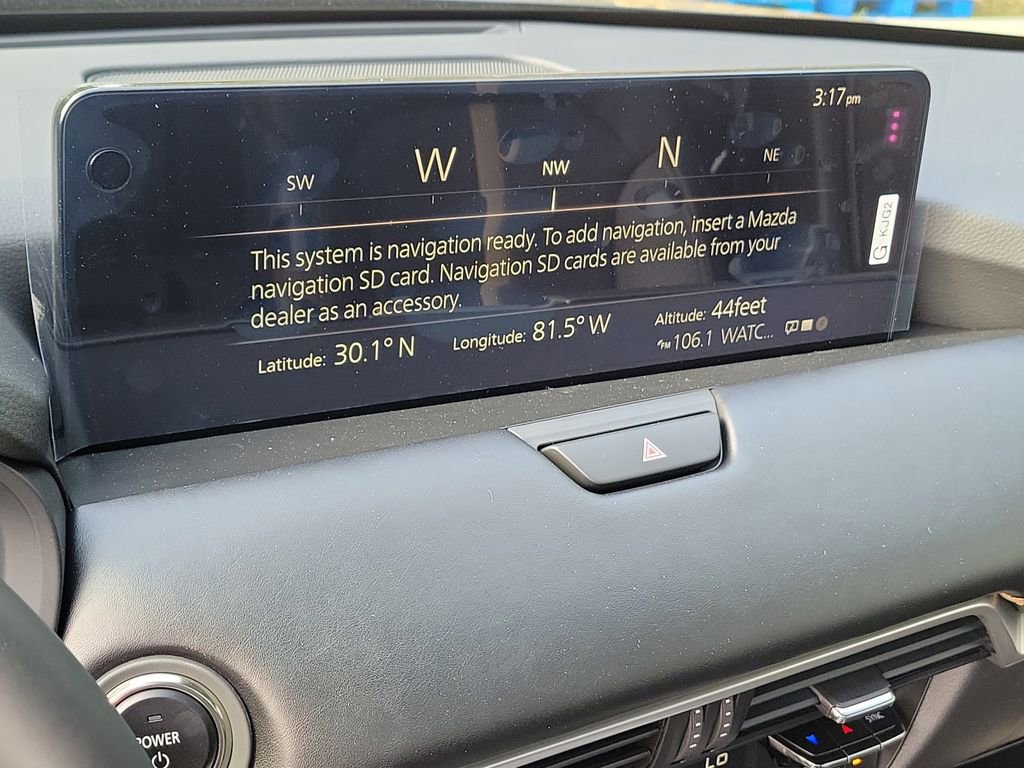 3:17pm
SW W NW N NE
This system is navigation ready. To add navigation, insert a Mazda
navigation SD card. Navigation SD cards are available from your
dealer as an accessory.
Latitude: 30.1° N Longitude: 81.5° W Altitude: 44feet
FM 106.1 WATC...
G KJG2
POWER
LO
SYNC